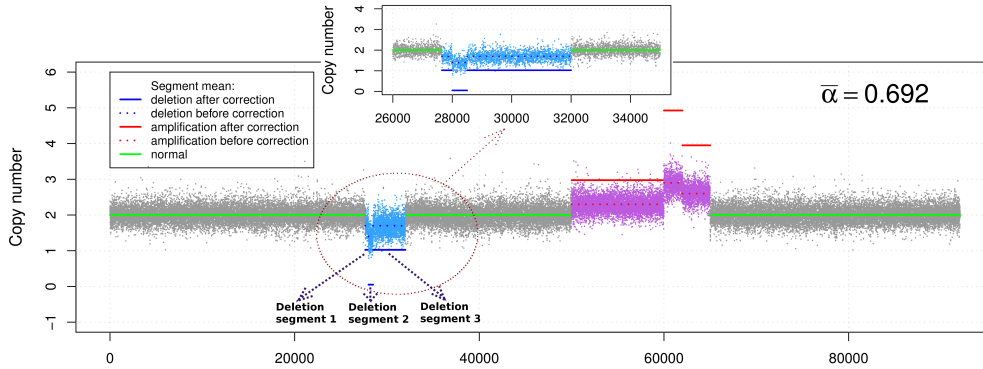 Copy number
4
3
2
1
0
26000 28000 30000 32000 34000
Copy number
6
5
4
3
2
1
0
−1
Segment mean:
deletion after correction
deletion before correction
amplification after correction
amplification before correction
normal
α = 0.692
Deletion segment 1
Deletion segment 2
Deletion segment 3
0 20000 40000 60000 80000